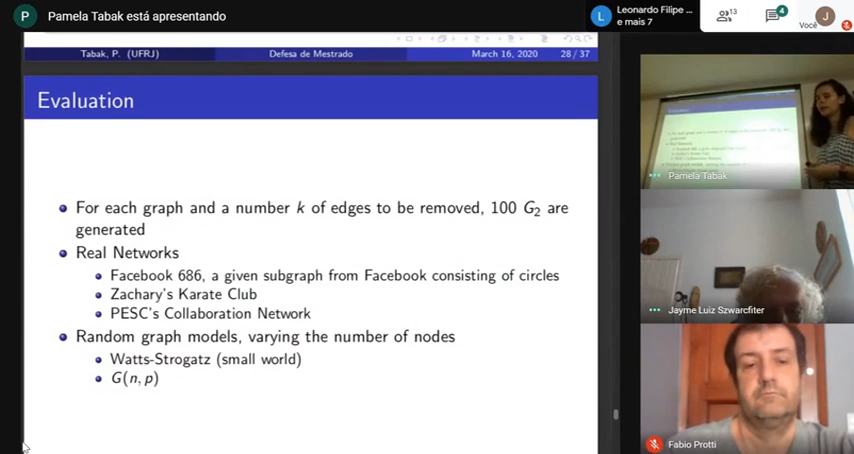 P Pamela Tabak está apresentando
L Leonardo Filipe ...
e mais 7
13
4
Você
J
Tabak, P. (UFRJ) Defesa de Mestrado March 16, 2020 28 / 37
Evaluation
For each graph and a number k of edges to be removed, 100 G₂ are
generated
Real Networks
Facebook 686, a given subgraph from Facebook consisting of circles
Zachary's Karate Club
PESC's Collaboration Network
Random graph models, varying the number of nodes
Watts-Strogatz (small world)
G(n, p)
Pamela Tabak
Jayme Luiz Szwarcfiter
Fabio Protti